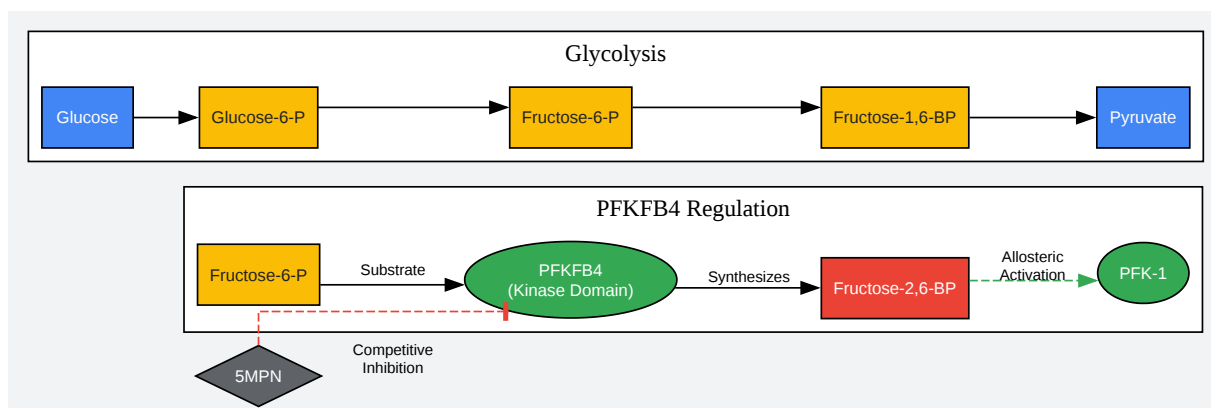 Glycolysis
Glucose
Glucose-6-P
Fructose-6-P
Fructose-1,6-BP
Pyruvate
PFKFB4 Regulation
Fructose-6-P
Substrate
PFKFB4
(Kinase Domain)
Synthesizes
Fructose-2,6-BP
Allosteric
Activation
PFK-1
5MPN
Competitive
Inhibition